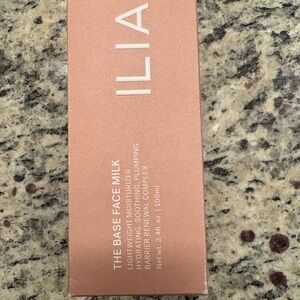 ILIA
THE BASE FACE MILK
LIGHTWEIGHT MOISTURIZER
HYDRATING, SOOTHING, PLUMPING
BARRIER RENEWAL COMPLEX
Net wt. 3.4fl. oz. | 100ml